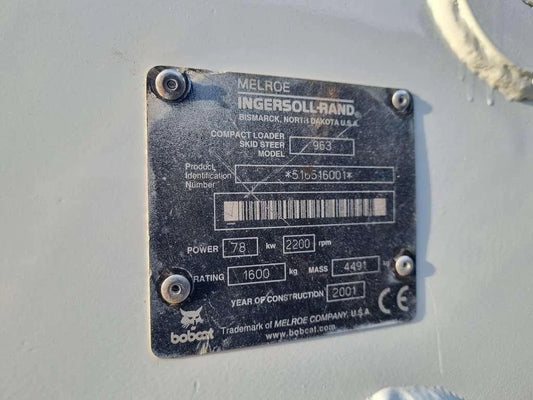 MELROE
INGERSOLL-RAND
BISMARCK, NORTH DAKOTA U.S.A.
COMPACT LOADER
SKID STEER
MODEL 963
Product
Identification
Number *516516001*
POWER 78 kw 2200 rpm
RATING 1600 kg MASS 4491 kg
YEAR OF CONSTRUCTION 2001
CE
bobcat
Trademark of MELROE COMPANY, U.S.A
www.bobcat.com